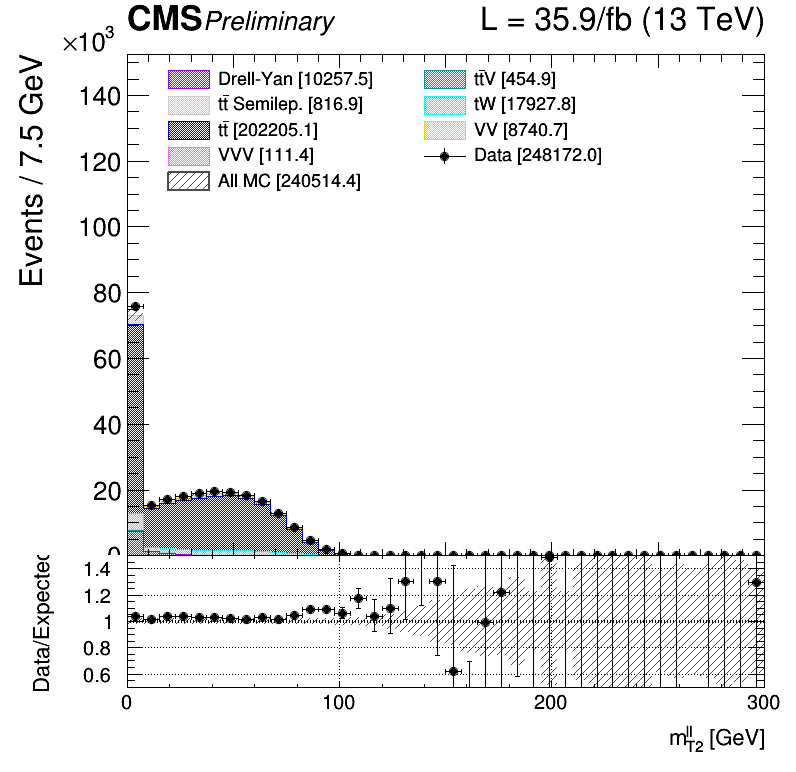 CMS Preliminary L = 35.9/fb (13 TeV)
×10³
Events / 7.5 GeV
140
120
100
80
60
40
20
0
Drell-Yan [10257.5]
tt̄ Semilep. [816.9]
tt̄ [202205.1]
VVV [111.4]
All MC [240514.4]
tt̄V [454.9]
tW [17927.8]
VV [8740.7]
Data [248172.0]
Data/Expected
1.4
1.2
1
0.8
0.6
0 100 200 300
m_T2^ll [GeV]